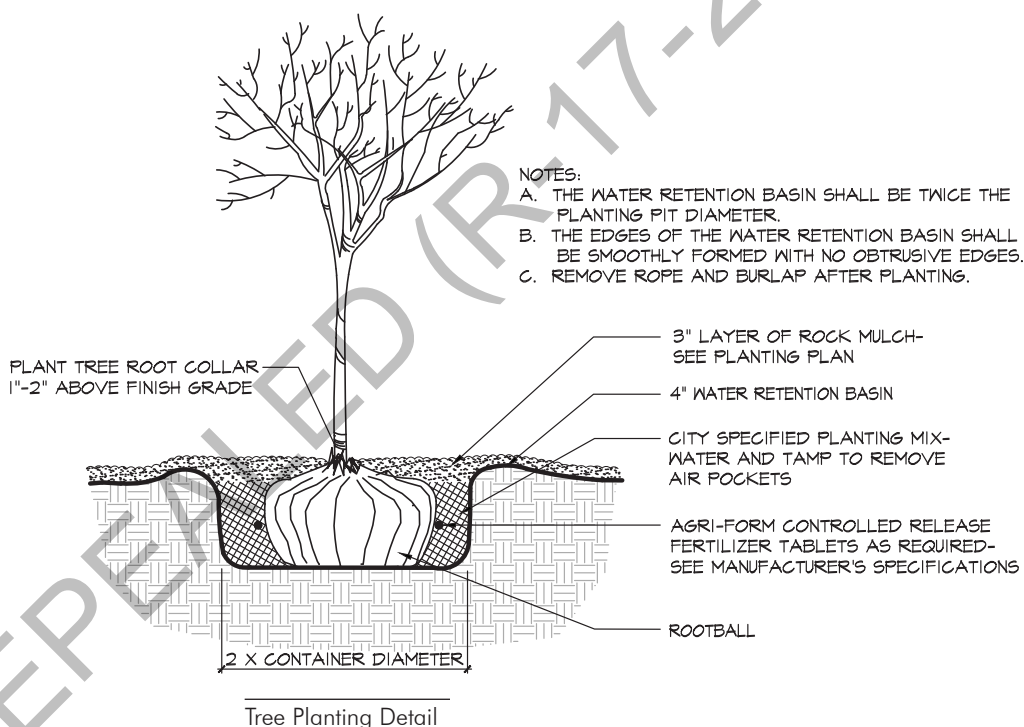 REPEALED (R-17-2
NOTES:
A. THE WATER RETENTION BASIN SHALL BE TWICE THE
PLANTING PIT DIAMETER.
B. THE EDGES OF THE WATER RETENTION BASIN SHALL
BE SMOOTHLY FORMED WITH NO OBTRUSIVE EDGES.
C. REMOVE ROPE AND BURLAP AFTER PLANTING.
3" LAYER OF ROCK MULCH-
SEE PLANTING PLAN
PLANT TREE ROOT COLLAR
1"-2" ABOVE FINISH GRADE
4" WATER RETENTION BASIN
CITY SPECIFIED PLANTING MIX-
WATER AND TAMP TO REMOVE
AIR POCKETS
AGRI-FORM CONTROLLED RELEASE
FERTILIZER TABLETS AS REQUIRED-
SEE MANUFACTURER'S SPECIFICATIONS
ROOTBALL
2 X CONTAINER DIAMETER
Tree Planting Detail